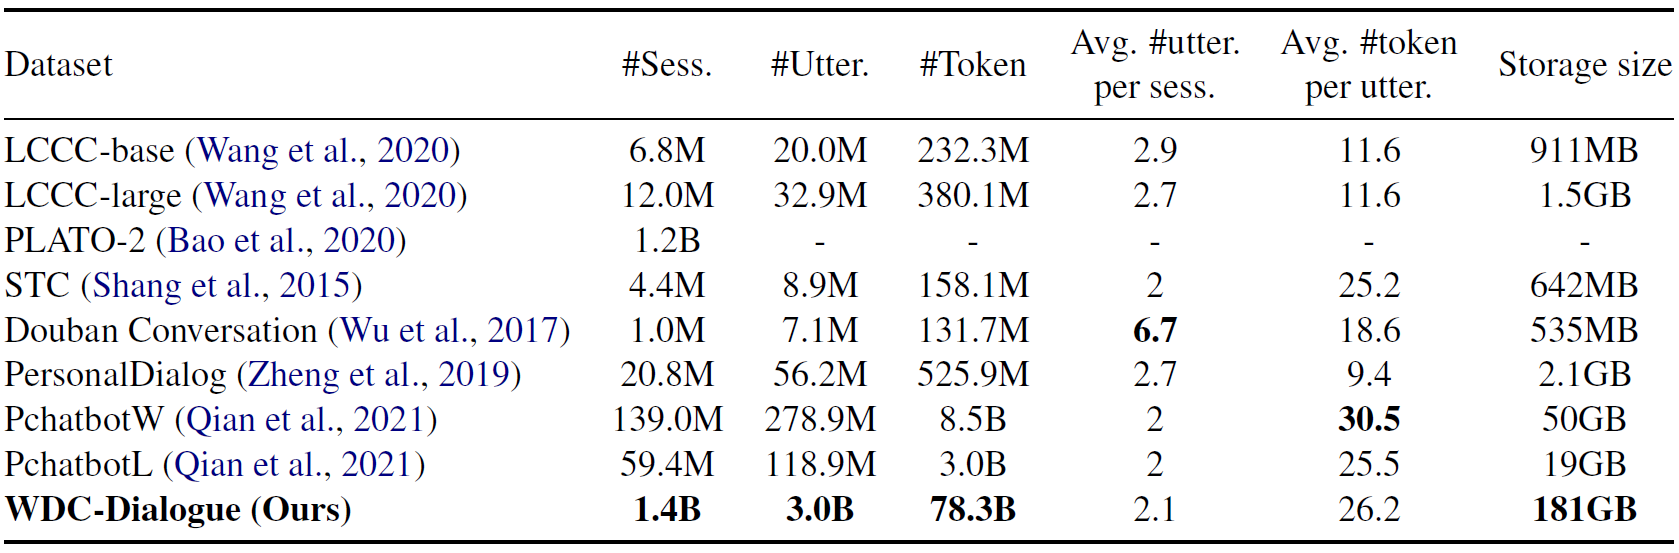 Dataset #Sess. #Utter. #Token Avg. #utter. per sess. Avg. #token per utter. Storage size
LCCC-base (Wang et al., 2020) 6.8M 20.0M 232.3M 2.9 11.6 911MB
LCCC-large (Wang et al., 2020) 12.0M 32.9M 380.1M 2.7 11.6 1.5GB
PLATO-2 (Bao et al., 2020) 1.2B - - - - -
STC (Shang et al., 2015) 4.4M 8.9M 158.1M 2 25.2 642MB
Douban Conversation (Wu et al., 2017) 1.0M 7.1M 131.7M 6.7 18.6 535MB
PersonalDialog (Zheng et al., 2019) 20.8M 56.2M 525.9M 2.7 9.4 2.1GB
PchatbotW (Qian et al., 2021) 139.0M 278.9M 8.5B 2 30.5 50GB
PchatbotL (Qian et al., 2021) 59.4M 118.9M 3.0B 2 25.5 19GB
WDC-Dialogue (Ours) 1.4B 3.0B 78.3B 2.1 26.2 181GB